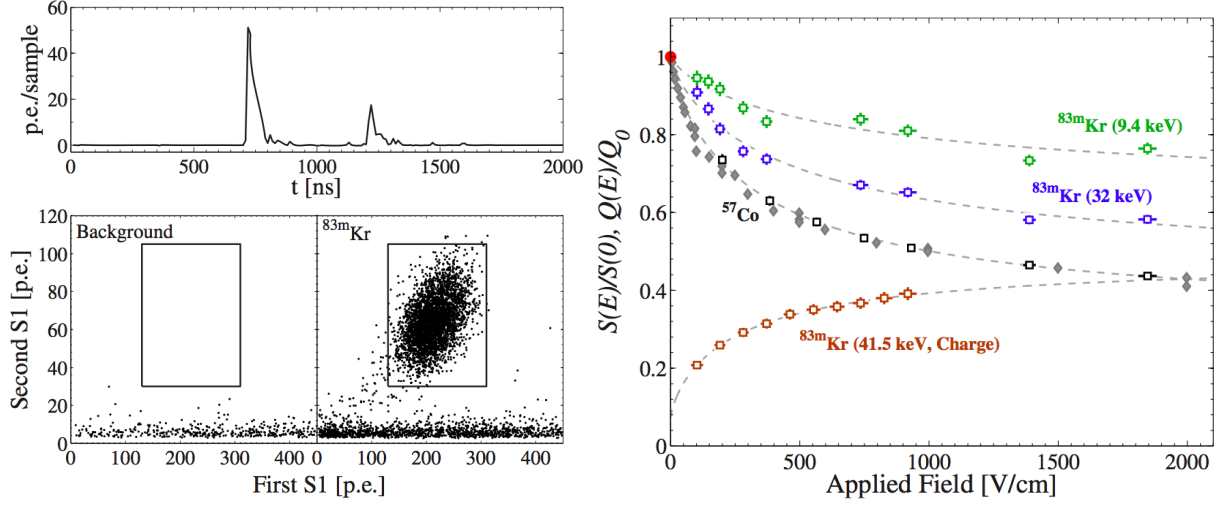 p.e./sample
60
40
20
0
0 500 1000 1500 2000
t [ns]
Second S1 [p.e.]
120
100
80
60
40
20
0
Background
83mKr
0 100 200 300 400 0 100 200 300 400
First S1 [p.e.]
S(E)/S(0), Q(E)/Q0
1
0.8
0.6
0.4
0.2
0
83mKr (9.4 keV)
83mKr (32 keV)
57Co
83mKr (41.5 keV, Charge)
0 500 1000 1500 2000
Applied Field [V/cm]